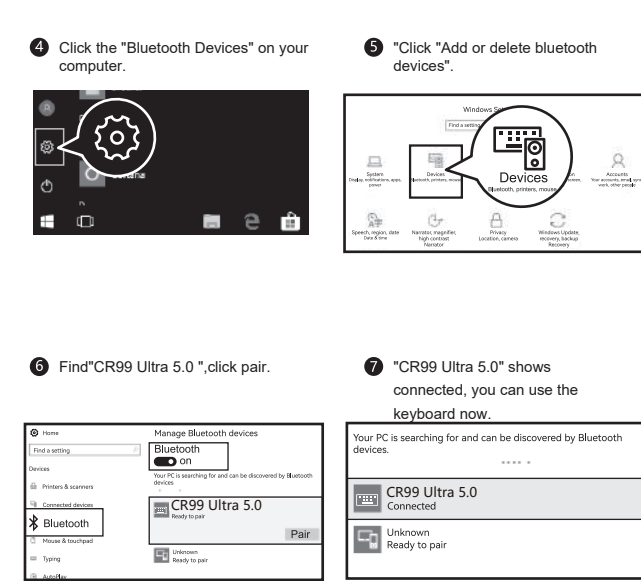 4 Click the "Bluetooth Devices" on your
computer.
5 "Click "Add or delete bluetooth
devices".
Windows Se
Find a setting
System
Display, notifications, apps,
power
Devices
Bluetooth, printers, mouse
Devices
Bluetooth, printers, mouse
Accounts
Your accounts, email, sync
work, other people
Speech, region, date
Date & time
Narrator, magnifier,
high contrast
Narrator
Privacy
Location, camera
Windows Update,
recovery, backup
Recovery
6 Find"CR99 Ultra 5.0 ",click pair.
7 "CR99 Ultra 5.0" shows
connected, you can use the
keyboard now.
Home
Find a setting
Devices
Printers & scanners
Connected devices
Bluetooth
Mouse & touchpad
Typing
AutoPlay
Manage Bluetooth devices
Bluetooth
on
Your PC is searching for and can be discovered by Bluetooth
devices
CR99 Ultra 5.0
Ready to pair
Pair
Unknown
Ready to pair
Your PC is searching for and can be discovered by Bluetooth
devices.
CR99 Ultra 5.0
Connected
Unknown
Ready to pair